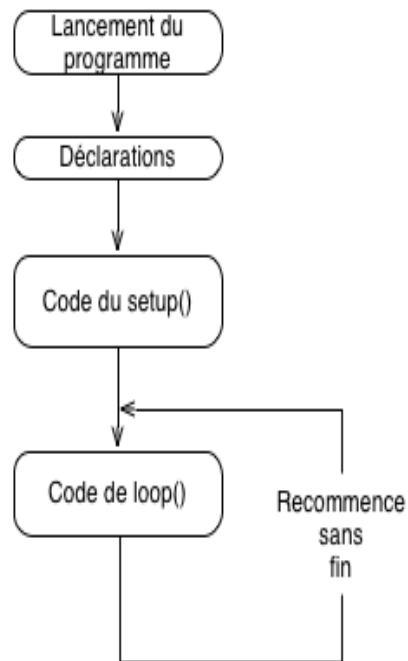 Lancement du
programme
Déclarations
Code du setup()
Code de loop()
Recommence
sans
fin